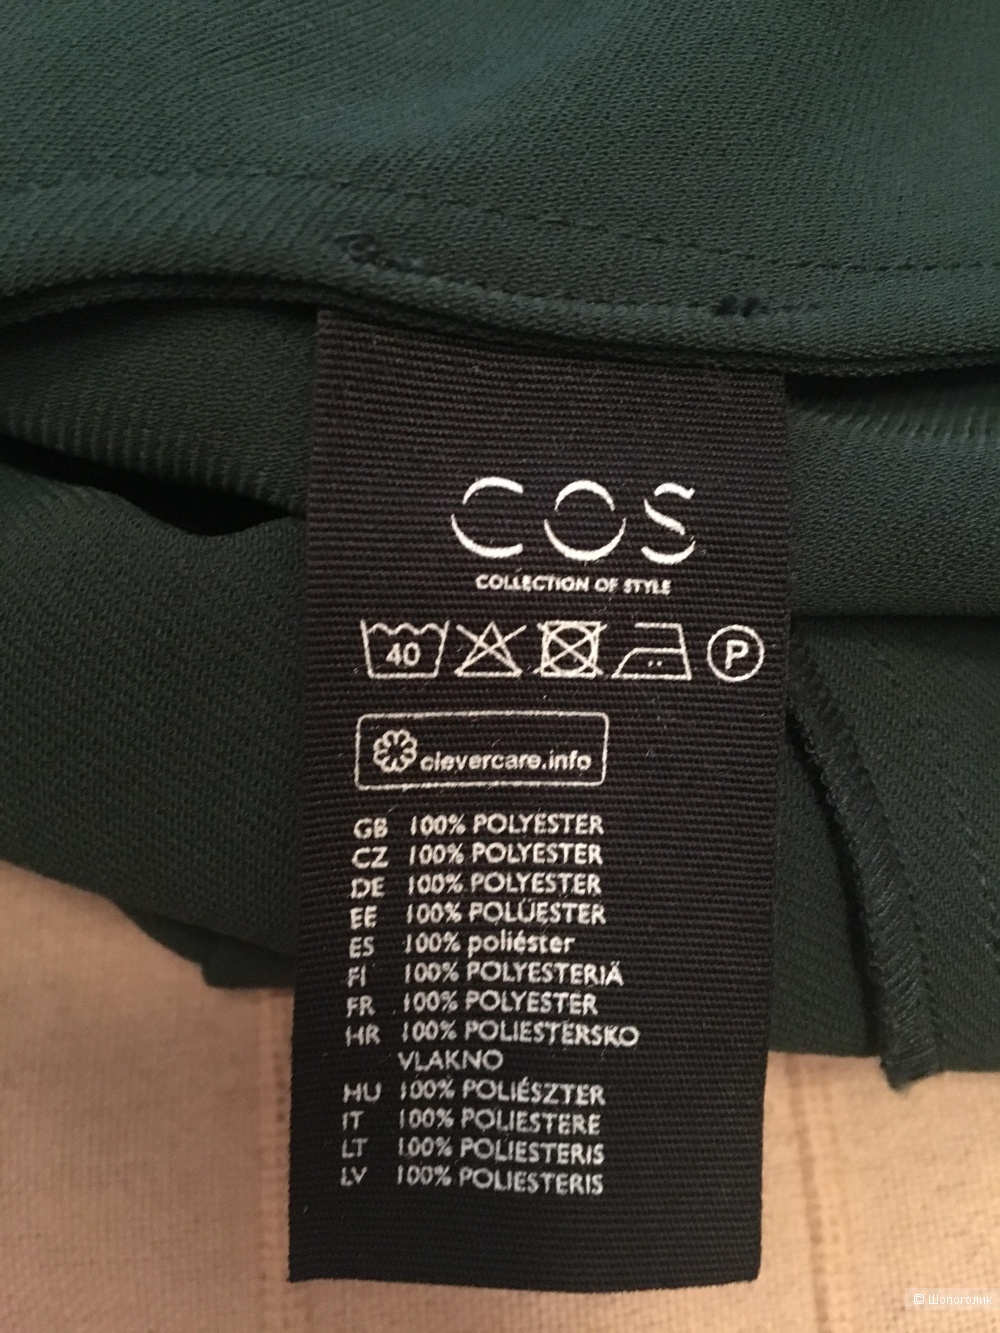 COS
COLLECTION OF STYLE
40 P
clevercare.info
GB 100% POLYESTER
CZ 100% POLYESTER
DE 100% POLYESTER
EE 100% POLÜESTER
ES 100% poliéster
FI 100% POLYESTERIÄ
FR 100% POLYESTER
HR 100% POLIESTERSKO
VLAKNO
HU 100% POLIÉSZTER
IT 100% POLIESTERE
LT 100% POLIESTERIS
LV 100% POLIESTERIS
© Шопоголик